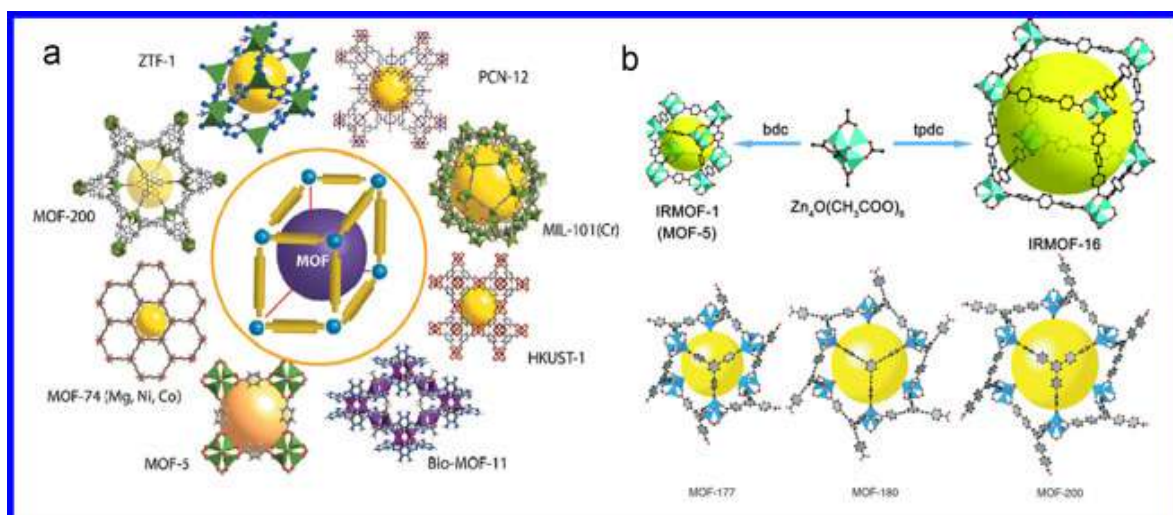 a
ZTF-1
PCN-12
MOF-200
MIL-101(Cr)
MOF
HKUST-1
MOF-74 (Mg, Ni, Co)
MOF-5
Bio-MOF-11
b
bdc
tpdc
IRMOF-1
(MOF-5)
Zn₄O(CH₃COO)₆
IRMOF-16
MOF-177
MOF-180
MOF-200